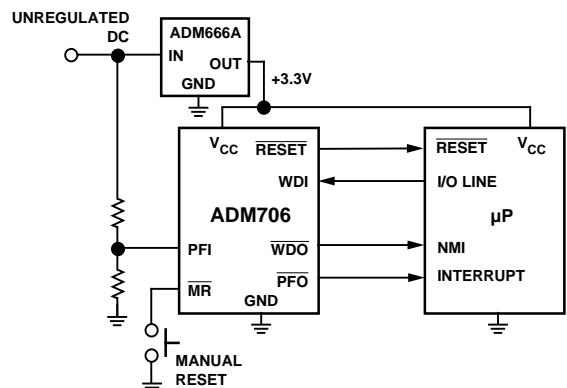 UNREGULATED
DC
ADM666A
IN
OUT
GND
+3.3V
VCC
RESET
WDI
ADM706
PFI
WDO
PFO
MR
GND
RESET
VCC
I/O LINE
µP
NMI
INTERRUPT
MANUAL
RESET